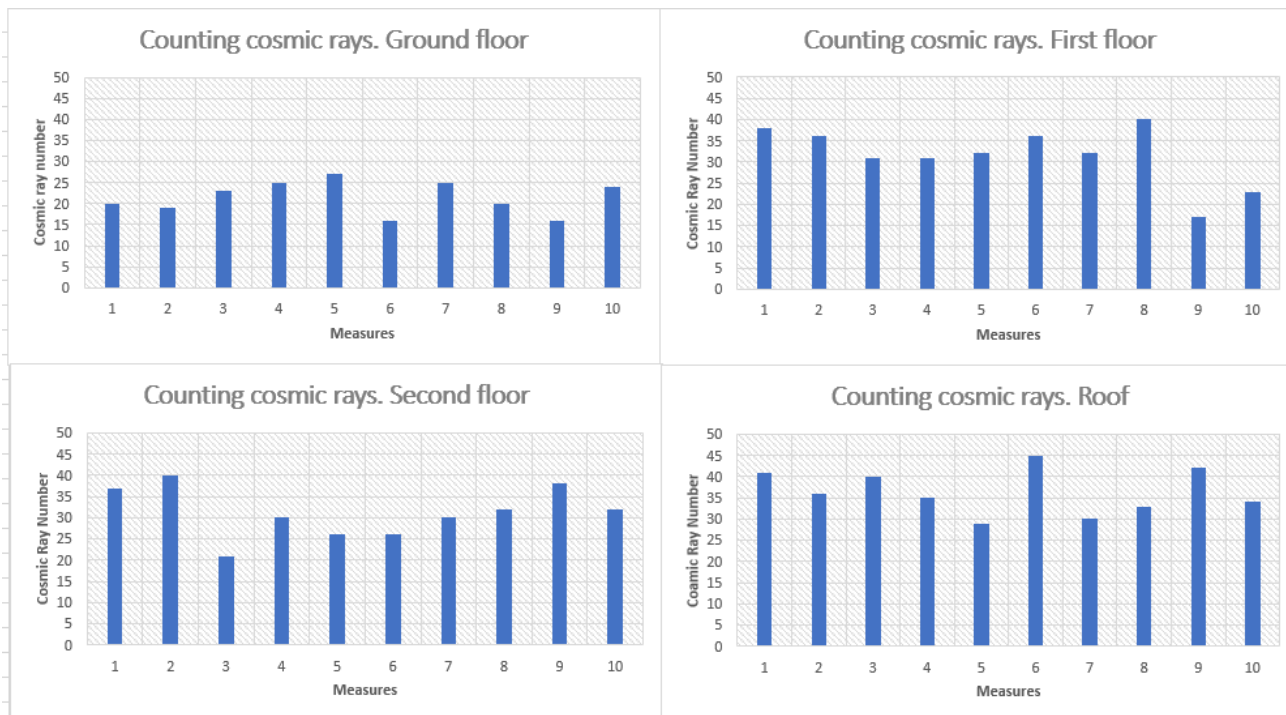 Counting cosmic rays. Ground floor
Cosmic ray number
50
45
40
35
30
25
20
15
10
5
0
1 2 3 4 5 6 7 8 9 10
Measures
Counting cosmic rays. First floor
Cosmic Ray Number
50
45
40
35
30
25
20
15
10
5
0
1 2 3 4 5 6 7 8 9 10
Measures
Counting cosmic rays. Second floor
Cosmic Ray Number
50
45
40
35
30
25
20
15
10
5
0
1 2 3 4 5 6 7 8 9 10
Measures
Counting cosmic rays. Roof
Coamic Ray Number
50
45
40
35
30
25
20
15
10
5
0
1 2 3 4 5 6 7 8 9 10
Measures